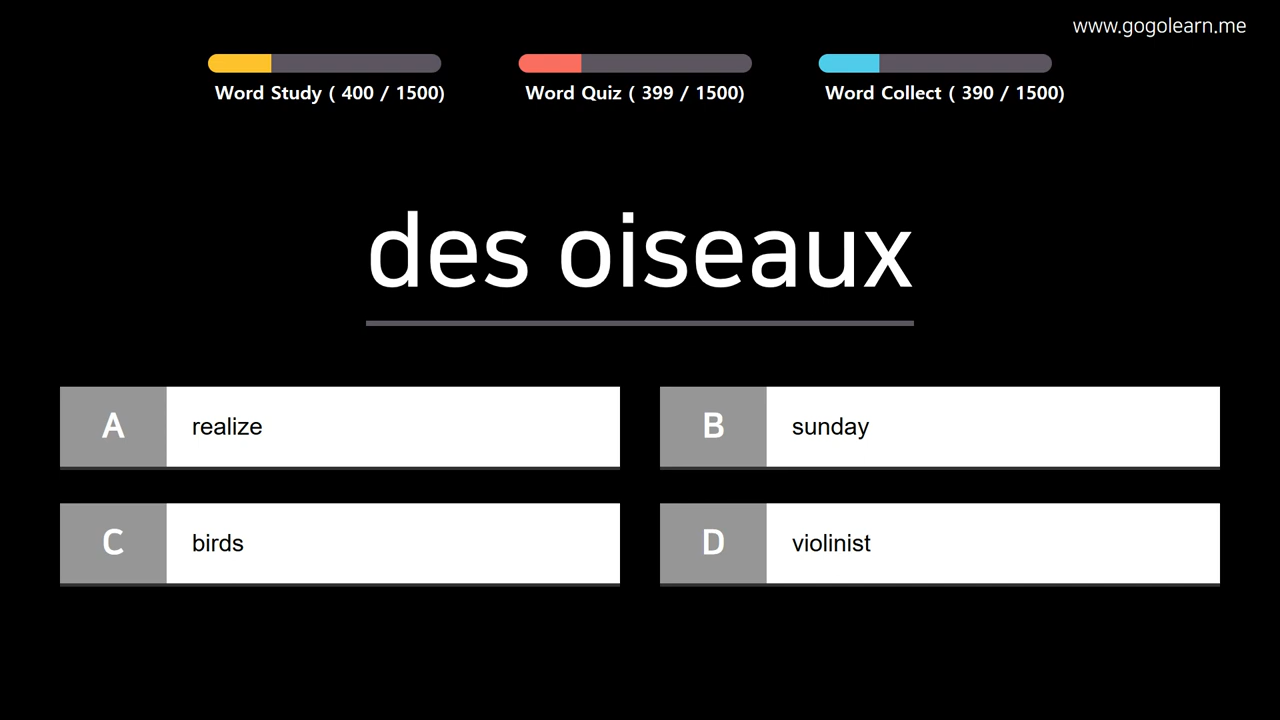 www.gogolearn.me
Word Study ( 400 / 1500)
Word Quiz ( 399 / 1500)
Word Collect ( 390 / 1500)
des oiseaux
A realize
B sunday
C birds
D violinist